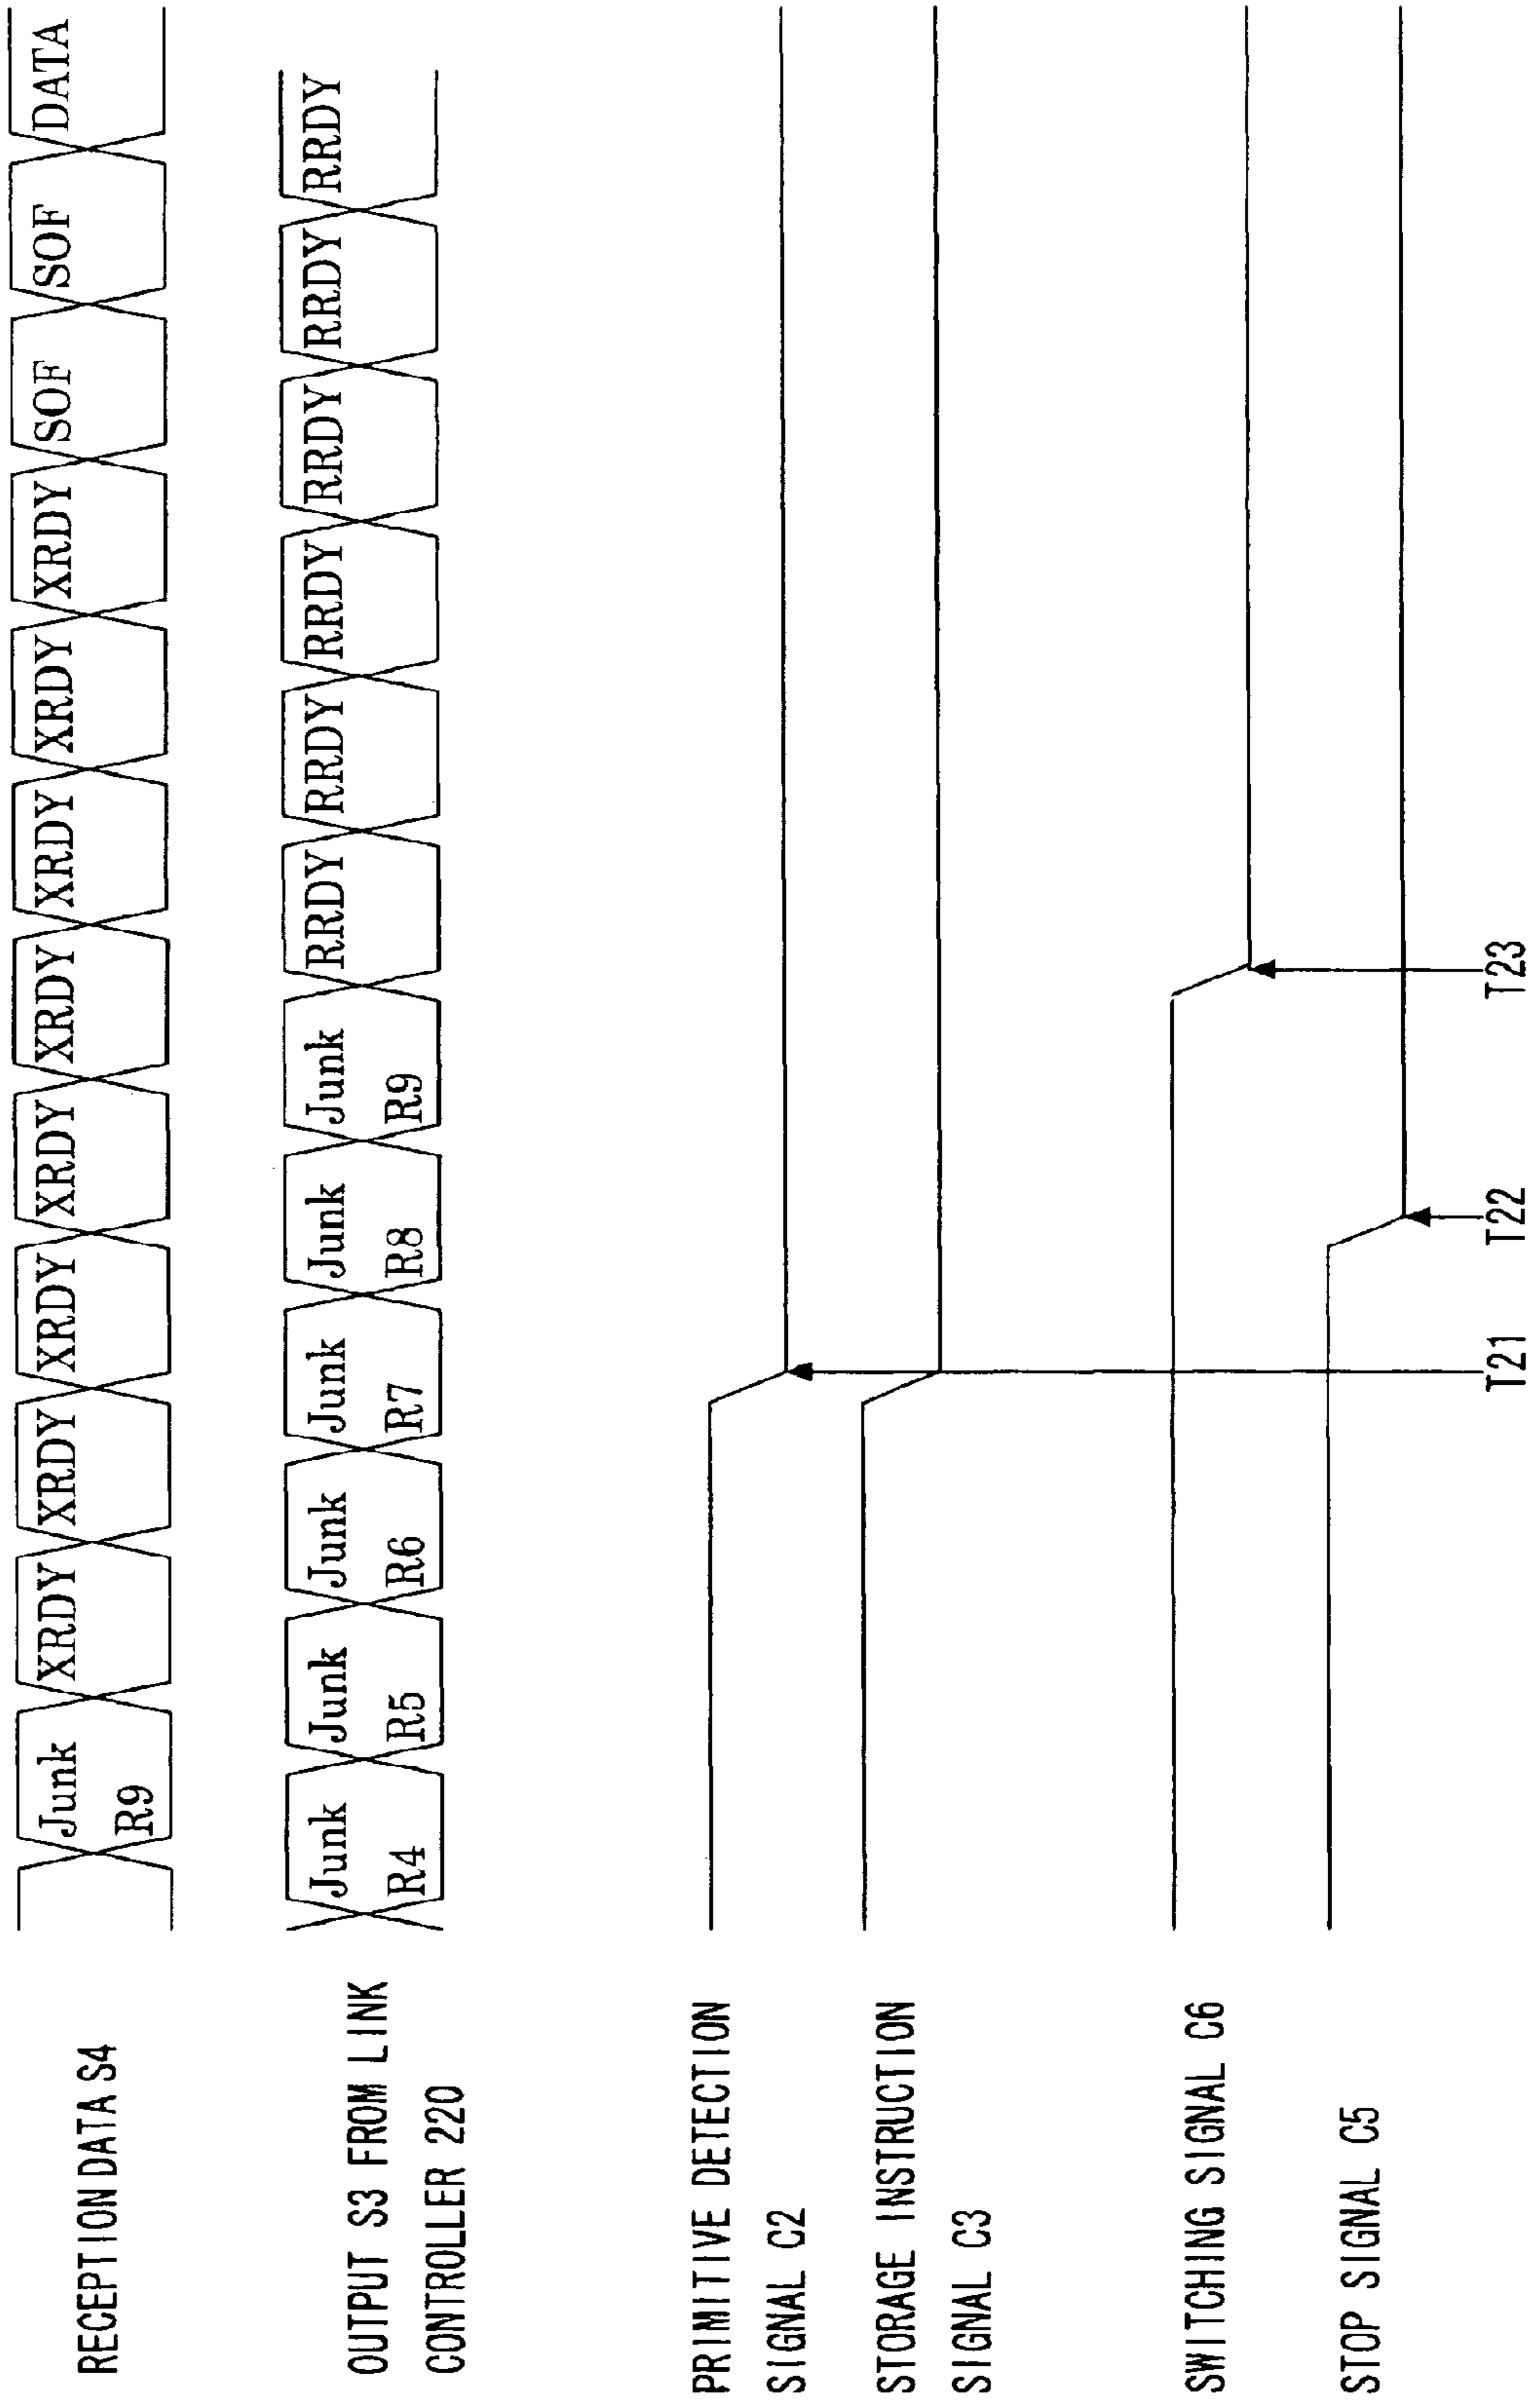 RECEPTION DATA S4
Junk R9 XRDY XRDY XRDY XRDY XRDY XRDY XRDY XRDY SOF SOF DATA
OUTPUT S3 FROM LINK
CONTROLLER 220
Junk Junk Junk Junk Junk Junk RRDY RRDY RRDY RRDY RRDY RRDY
R4 R5 R6 R7 R8 R9
PRIMITIVE DETECTION
SIGNAL C2
STORAGE INSTRUCTION
SIGNAL C3
SWITCHING SIGNAL C6
STOP SIGNAL C5
T21 T22 T23